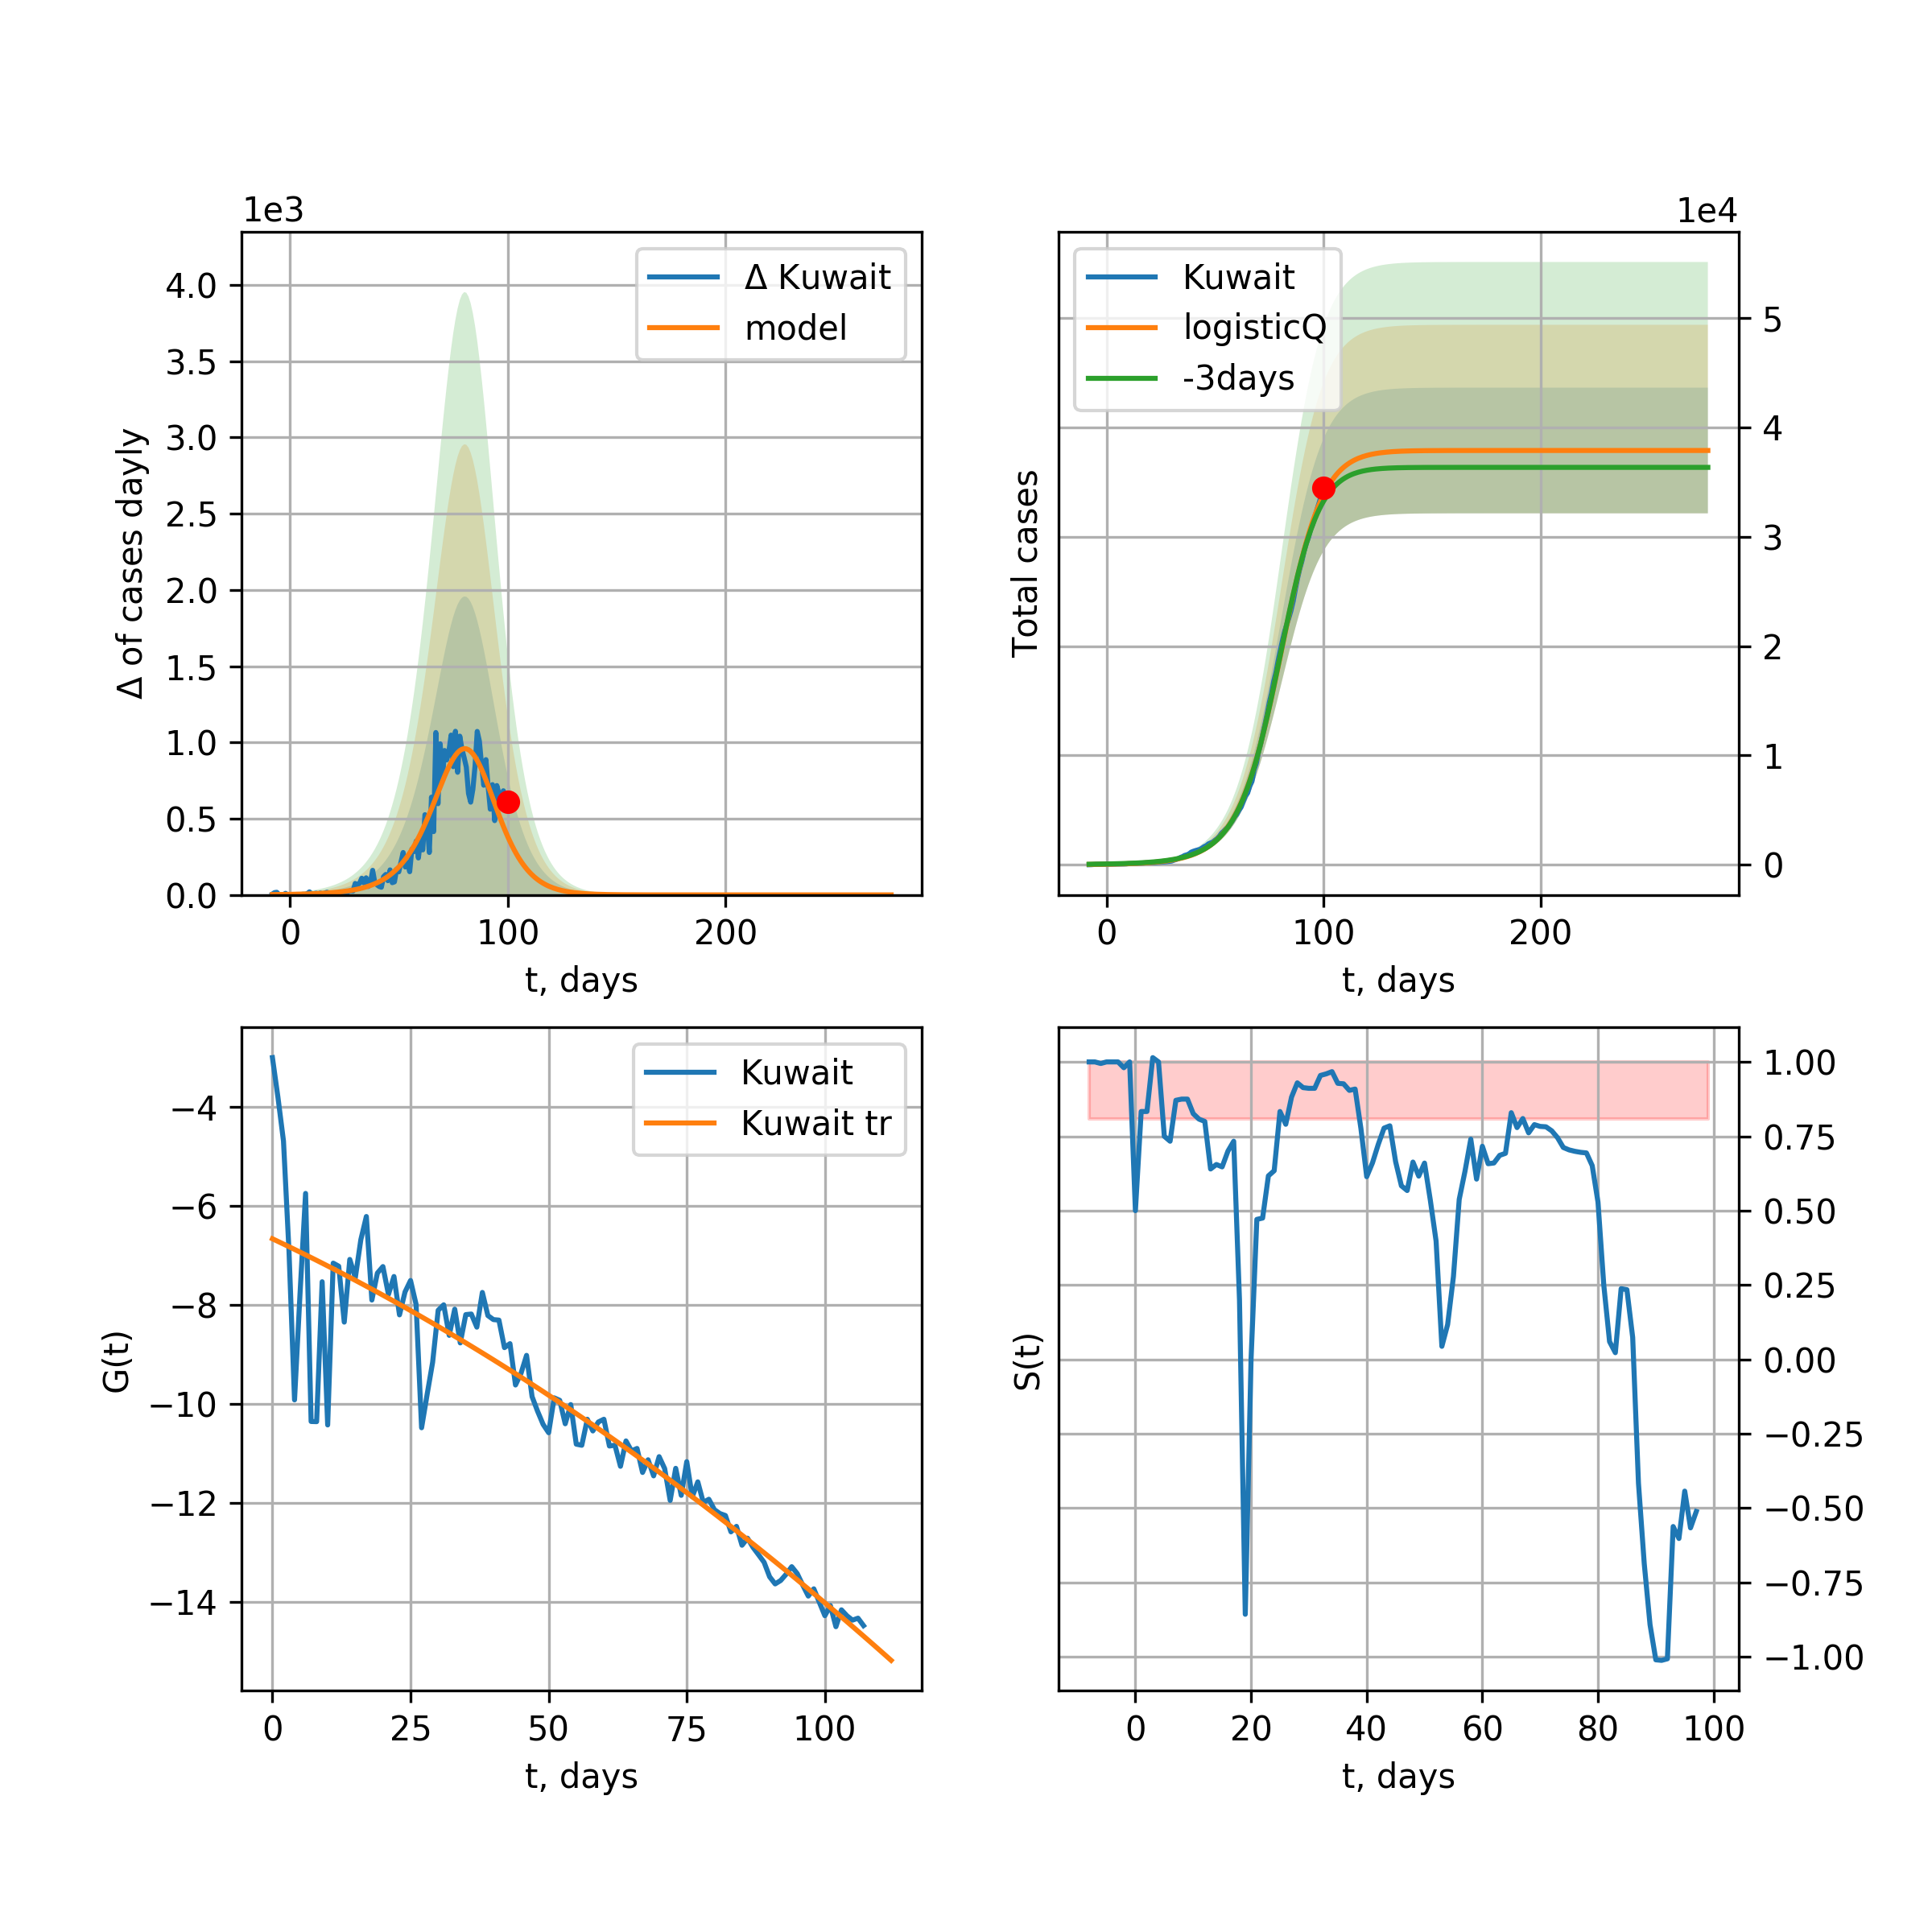 1e3
4.0
3.5
3.0
2.5
2.0
1.5
1.0
0.5
0.0
Δ of cases dayly
Δ Kuwait
model
0 100 200
t, days
1e4
Total cases
Kuwait
logisticQ
-3days
5
4
3
2
1
0
0 100 200
t, days
−4
−6
−8
−10
−12
−14
G(t)
Kuwait
Kuwait tr
0 25 50 75 100
t, days
S(t)
1.00
0.75
0.50
0.25
0.00
−0.25
−0.50
−0.75
−1.00
0 20 40 60 80 100
t, days